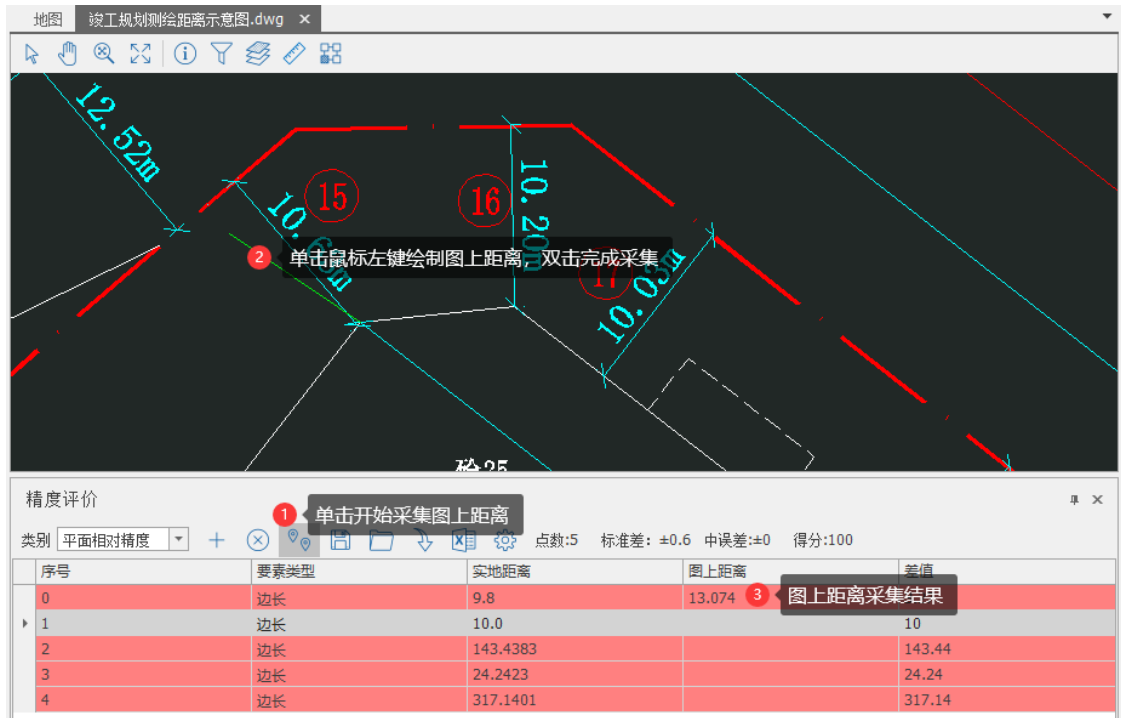 地图 竣工规划测绘距离示意图.dwg ×
12.52m
15
16
10.20m
2 单击鼠标左键绘制图上距离，双击完成采集
17
10.03m
砼25
精度评价
1 单击开始采集图上距离
类别 平面相对精度 点数:5 标准差：±0.6 中误差:±0 得分:100
序号 要素类型 实地距离 图上距离 差值
0 边长 9.8 13.074 3 图上距离采集结果
1 边长 10.0 10
2 边长 143.4383 143.44
3 边长 24.2423 24.24
4 边长 317.1401 317.14